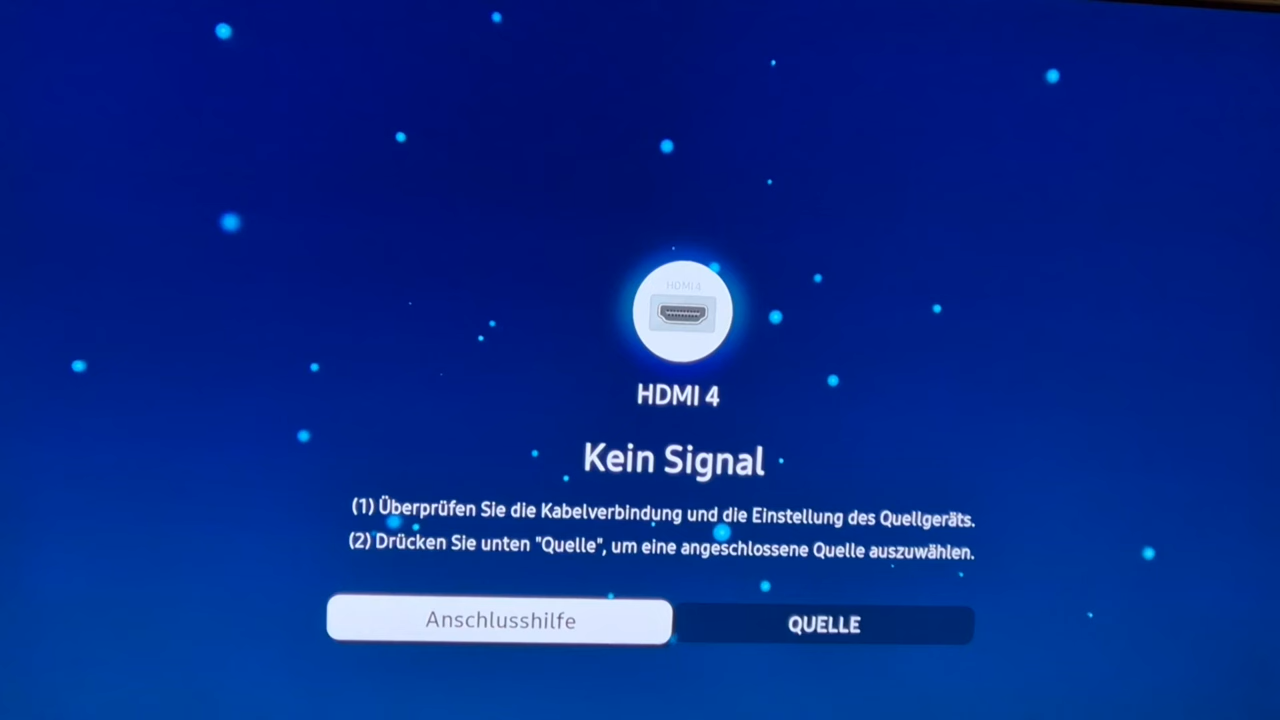 HDMI 4
HDMI 4
Kein Signal
(1) Überprüfen Sie die Kabelverbindung und die Einstellung des Quellgeräts.
(2) Drücken Sie unten "Quelle", um eine angeschlossene Quelle auszuwählen.
Anschlusshilfe QUELLE